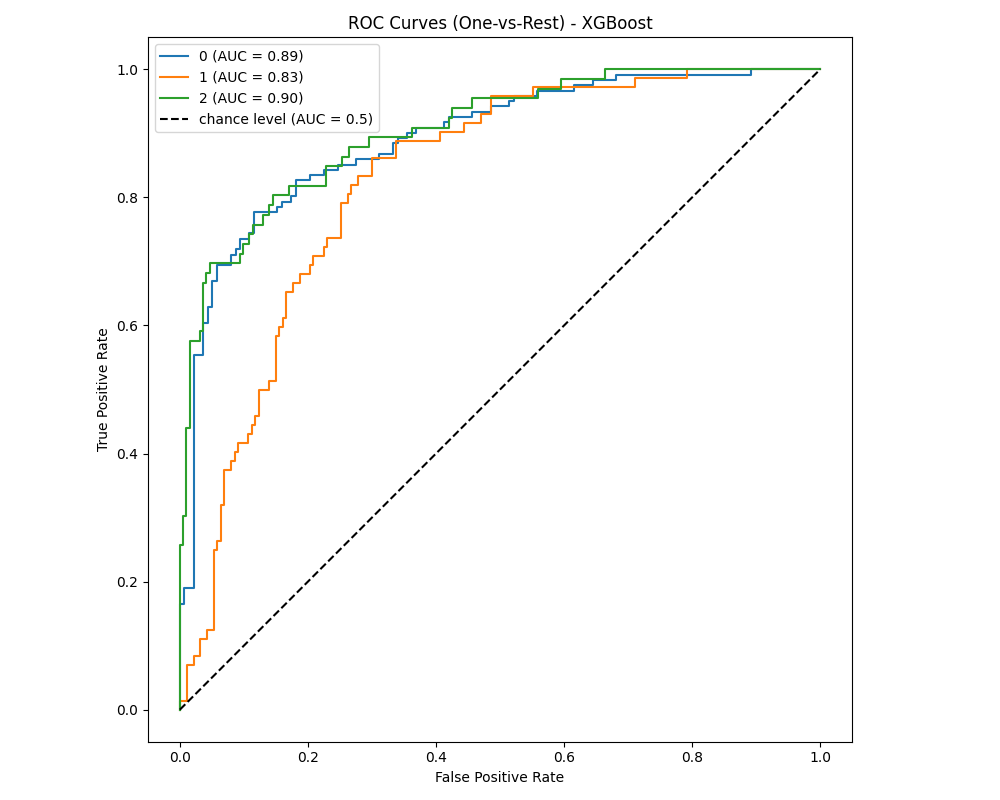 ROC Curves (One-vs-Rest) - XGBoost
0 (AUC = 0.89)
1 (AUC = 0.83)
2 (AUC = 0.90)
chance level (AUC = 0.5)
True Positive Rate
1.0
0.8
0.6
0.4
0.2
0.0
0.0 0.2 0.4 0.6 0.8 1.0
False Positive Rate